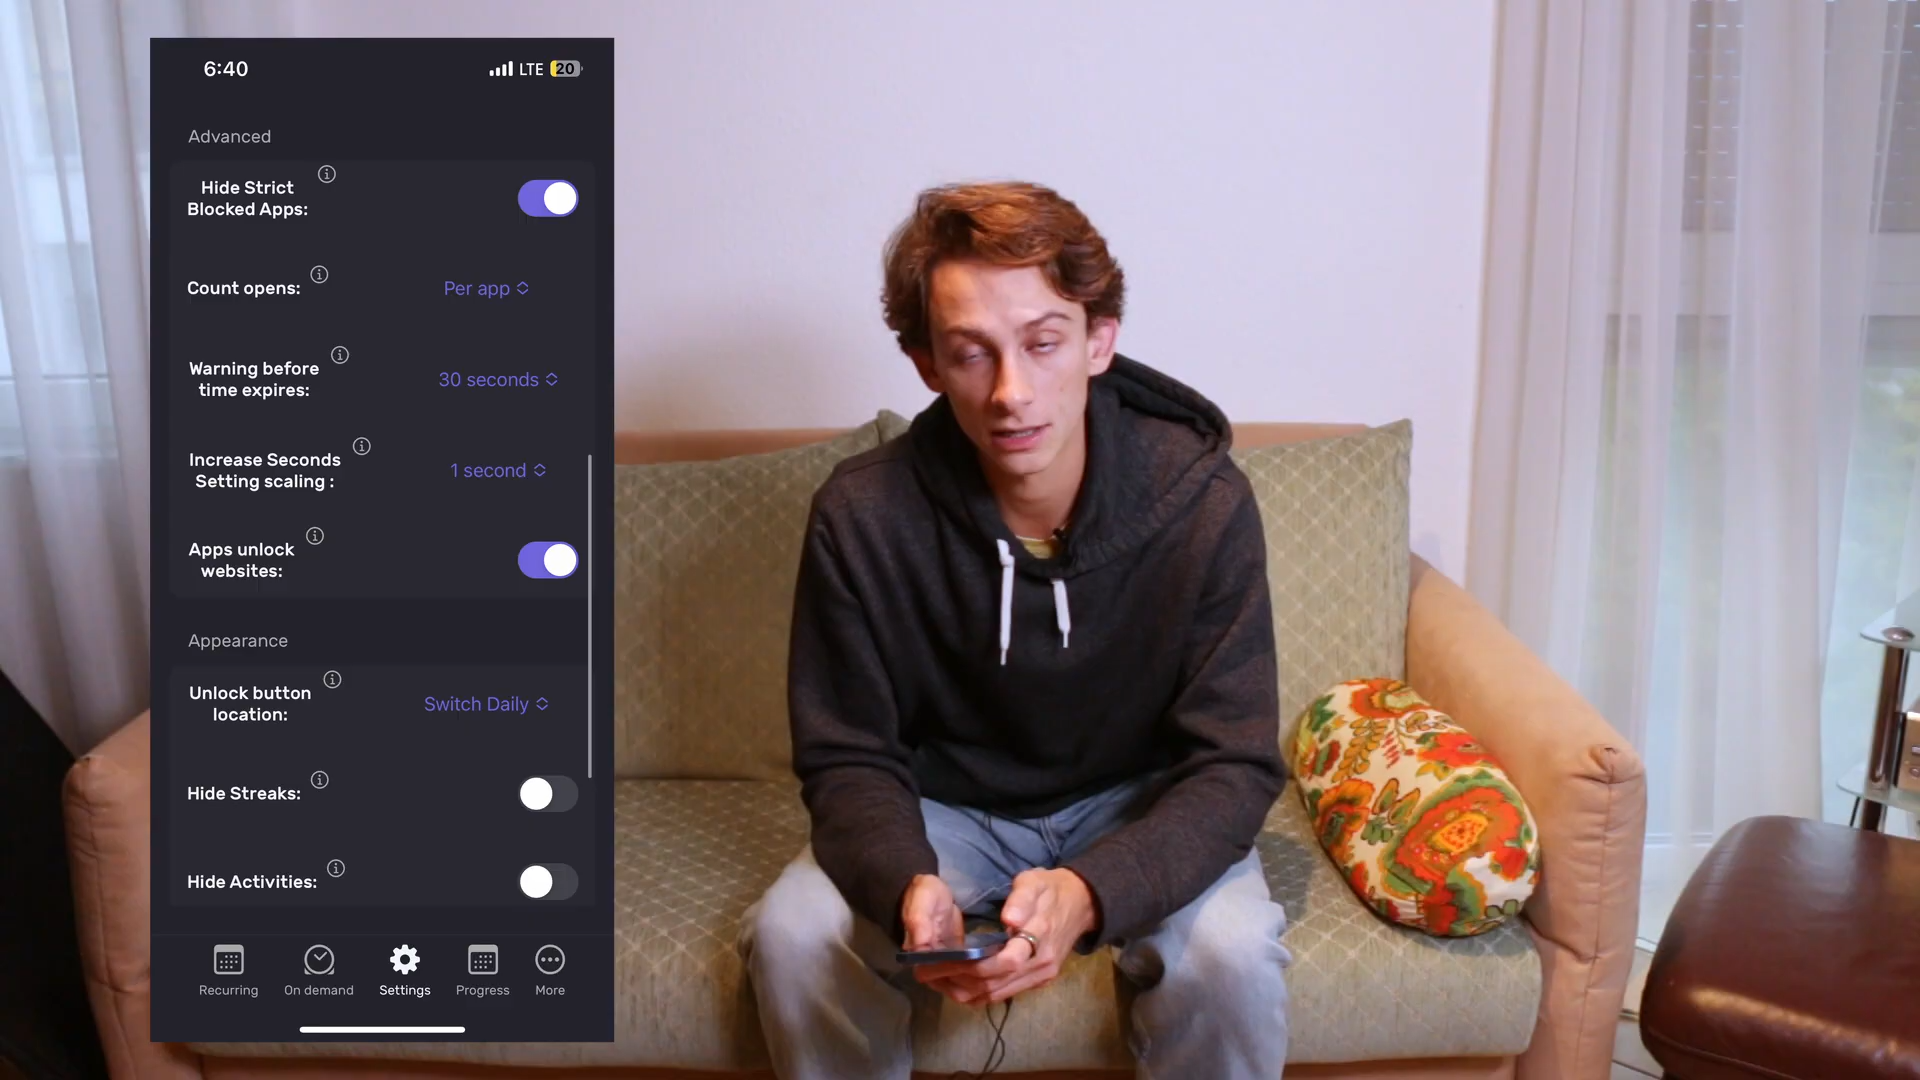 6:40
LTE 20
Advanced
Hide Strict
Blocked Apps:
Count opens:
Per app
Warning before
time expires:
30 seconds
Increase Seconds
Setting scaling :
1 second
Apps unlock
websites:
Appearance
Unlock button
location:
Switch Daily
Hide Streaks:
Hide Activities:
Recurring
On demand
Settings
Progress
More